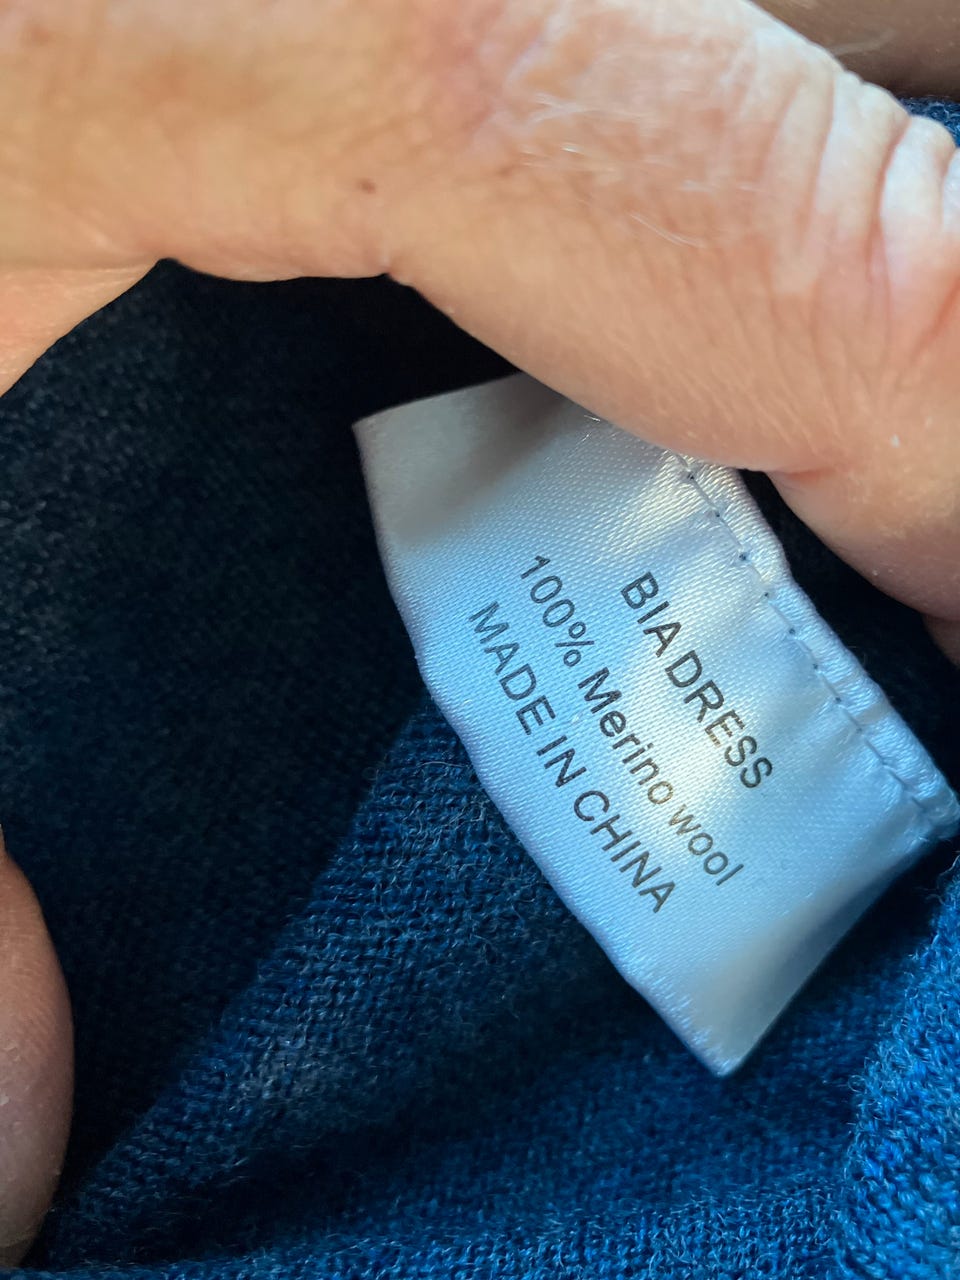 BIA DRESS
100% Merino wool
MADE IN CHINA